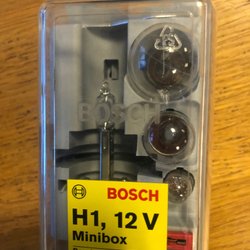 BOSCH
BOSCH
H1, 12 V
Minibox